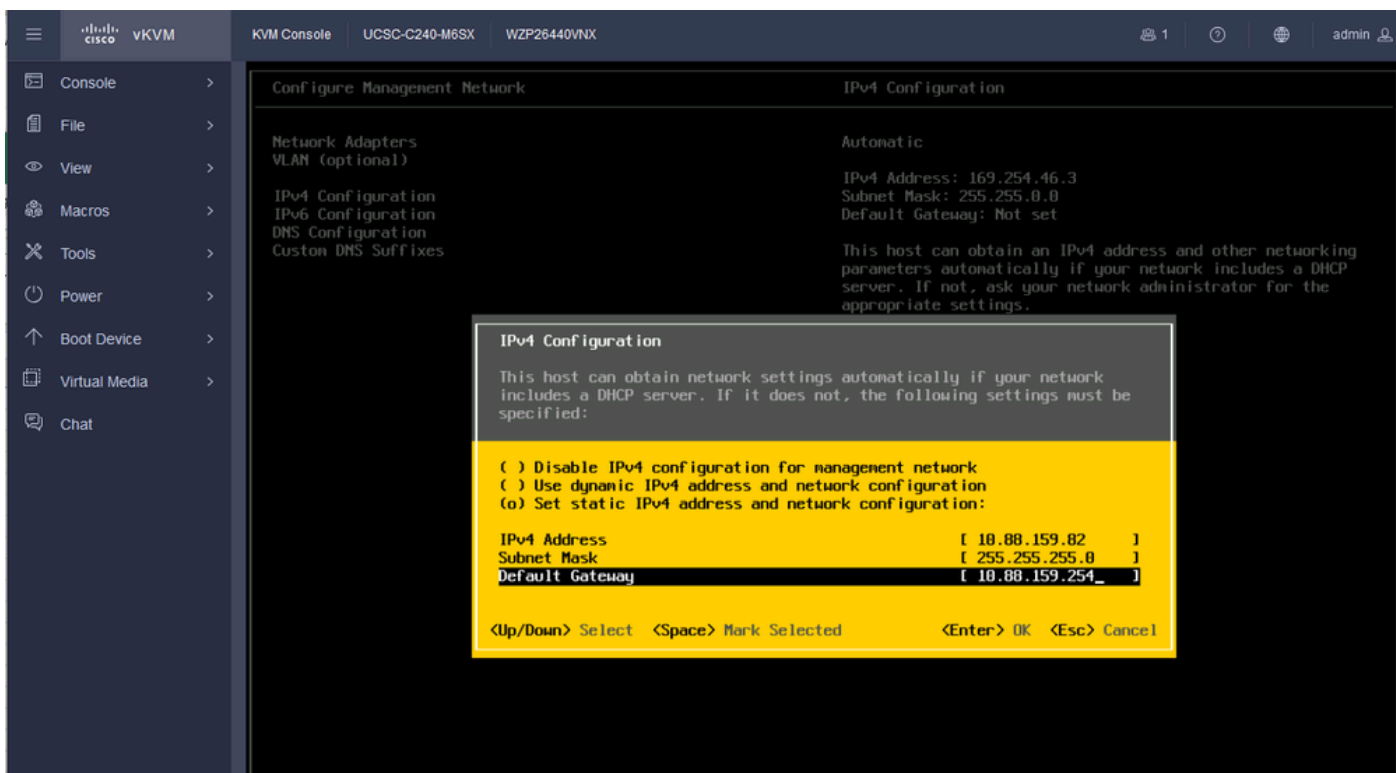 cisco
vKVM
KVM Console
UCSC-C240-M6SX
WZP26440VNX
1
admin
Console
File
View
Macros
Tools
Power
Boot Device
Virtual Media
Chat
Configure Management Network
Network Adapters
VLAN (optional)
IPv4 Configuration
IPv6 Configuration
DNS Configuration
Custom DNS Suffixes
IPv4 Configuration
Automatic
IPv4 Address: 169.254.46.3
Subnet Mask: 255.255.0.0
Default Gateway: Not set
This host can obtain an IPv4 address and other networking
parameters automatically if your network includes a DHCP
server. If not, ask your network administrator for the
appropriate settings.
IPv4 Configuration
This host can obtain network settings automatically if your network
includes a DHCP server. If it does not, the following settings must be
specified:
( ) Disable IPv4 configuration for management network
( ) Use dynamic IPv4 address and network configuration
(o) Set static IPv4 address and network configuration:
IPv4 Address [ 10.88.159.82 ]
Subnet Mask [ 255.255.255.0 ]
Default Gateway [ 10.88.159.254_ ]
<Up/Down> Select <Space> Mark Selected <Enter> OK <Esc> Cancel